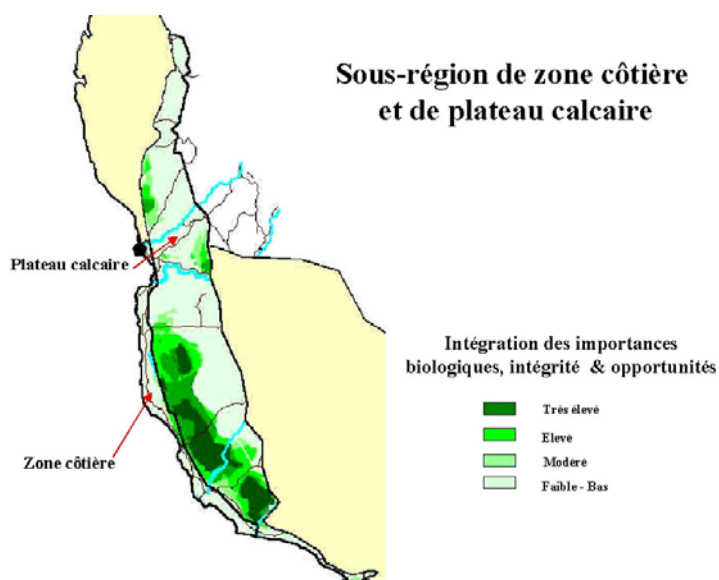 Sous-région de zone côtière
et de plateau calcaire
Plateau calcaire
Zone côtière
Intégration des importances
biologiques, intégrité & opportunités
Très élevé
Elevé
Modéré
Faible - Bas